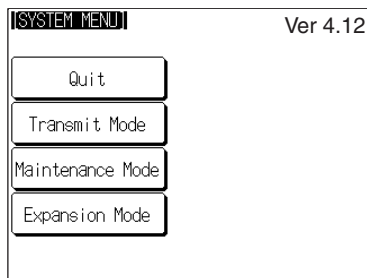 [SYSTEM MENU]
Ver 4.12
Quit
Transmit Mode
Maintenance Mode
Expansion Mode